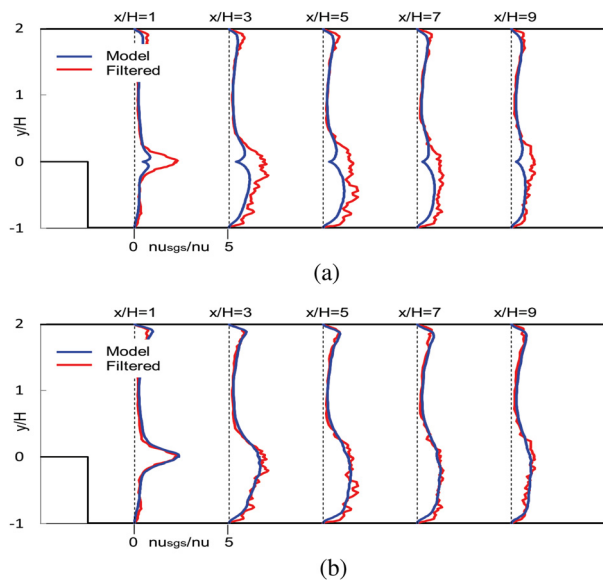 x/H=1 x/H=3 x/H=5 x/H=7 x/H=9
2
Model
Filtered
1
y/H
0
-1
0 nusgs/nu 5
(a)
x/H=1 x/H=3 x/H=5 x/H=7 x/H=9
2
Model
Filtered
1
y/H
0
-1
0 nusgs/nu 5
(b)